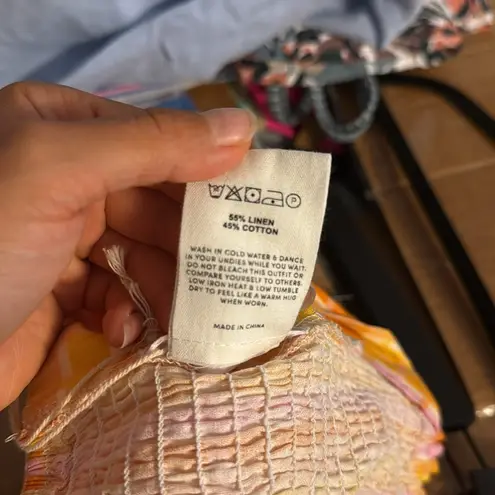 P
55% LINEN
45% COTTON
WASH IN COLD WATER & DANCE
IN YOUR UNDIES WHILE YOU WAIT.
DO NOT BLEACH THIS OUTFIT OR
COMPARE YOURSELF TO OTHERS.
LOW IRON HEAT & LOW TUMBLE
DRY TO FEEL LIKE A WARM HUG
WHEN WORN.
MADE IN CHINA